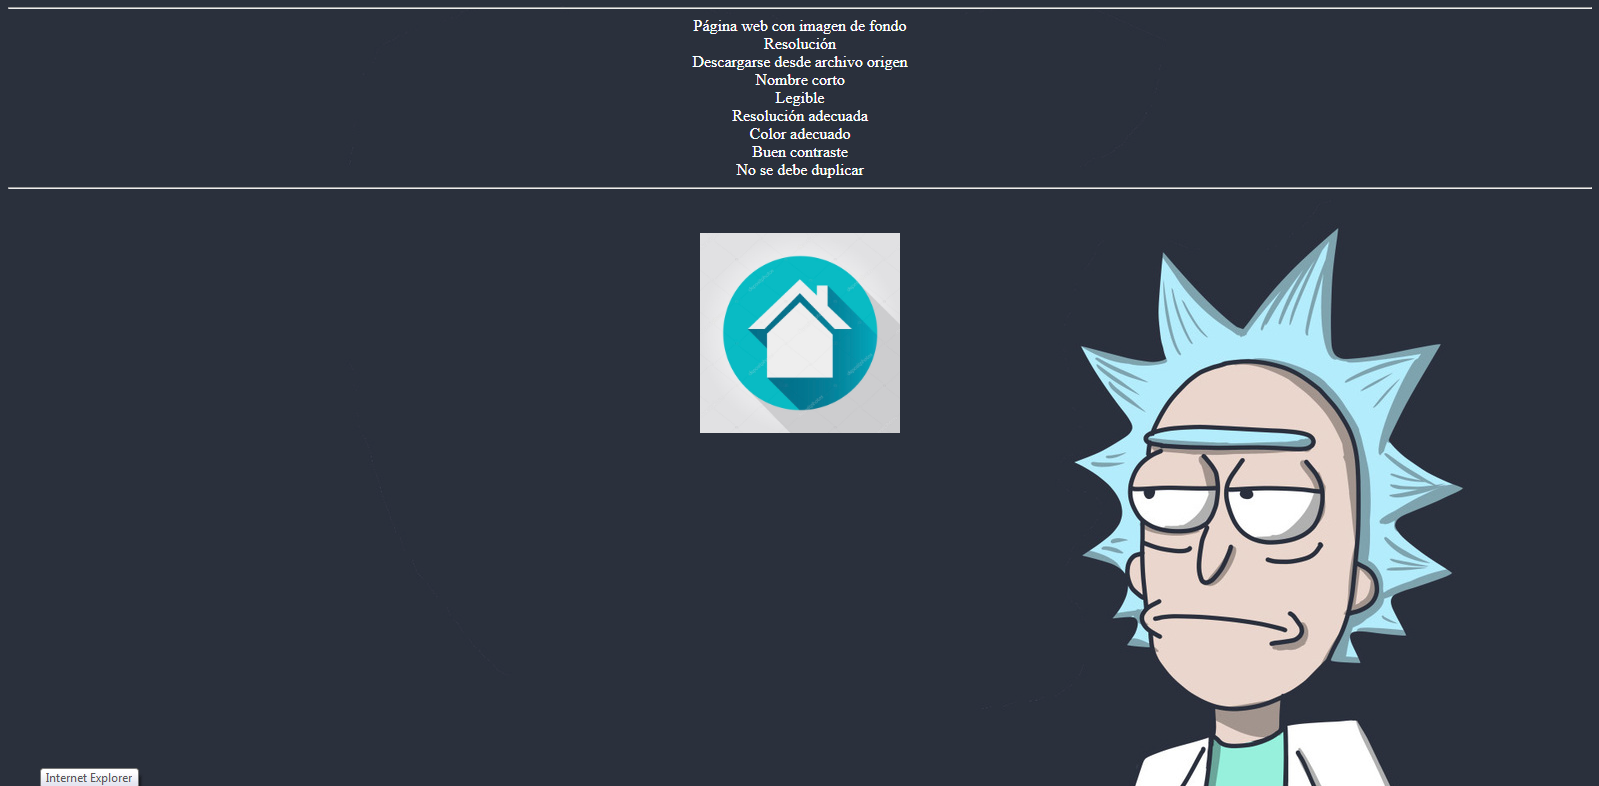 Página web con imagen de fondo
Resolución
Descargarse desde archivo origen
Nombre corto
Legible
Resolución adecuada
Color adecuado
Buen contraste
No se debe duplicar
Internet Explorer